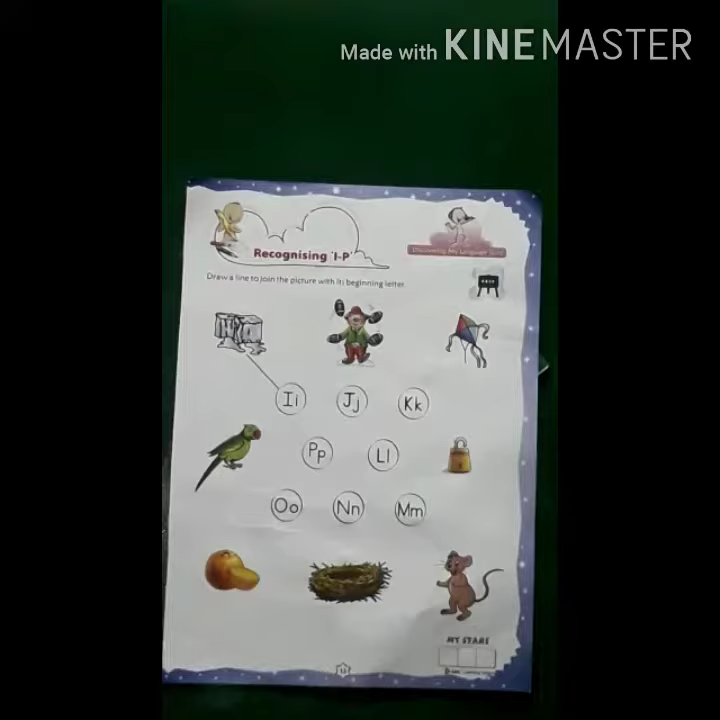 Made with KINEMASTER
Recognising 'I-P'
Draw a line to join the picture with its beginning letter.
Ii Jj Kk
Pp Ll
Oo Nn Mm
MY STARS